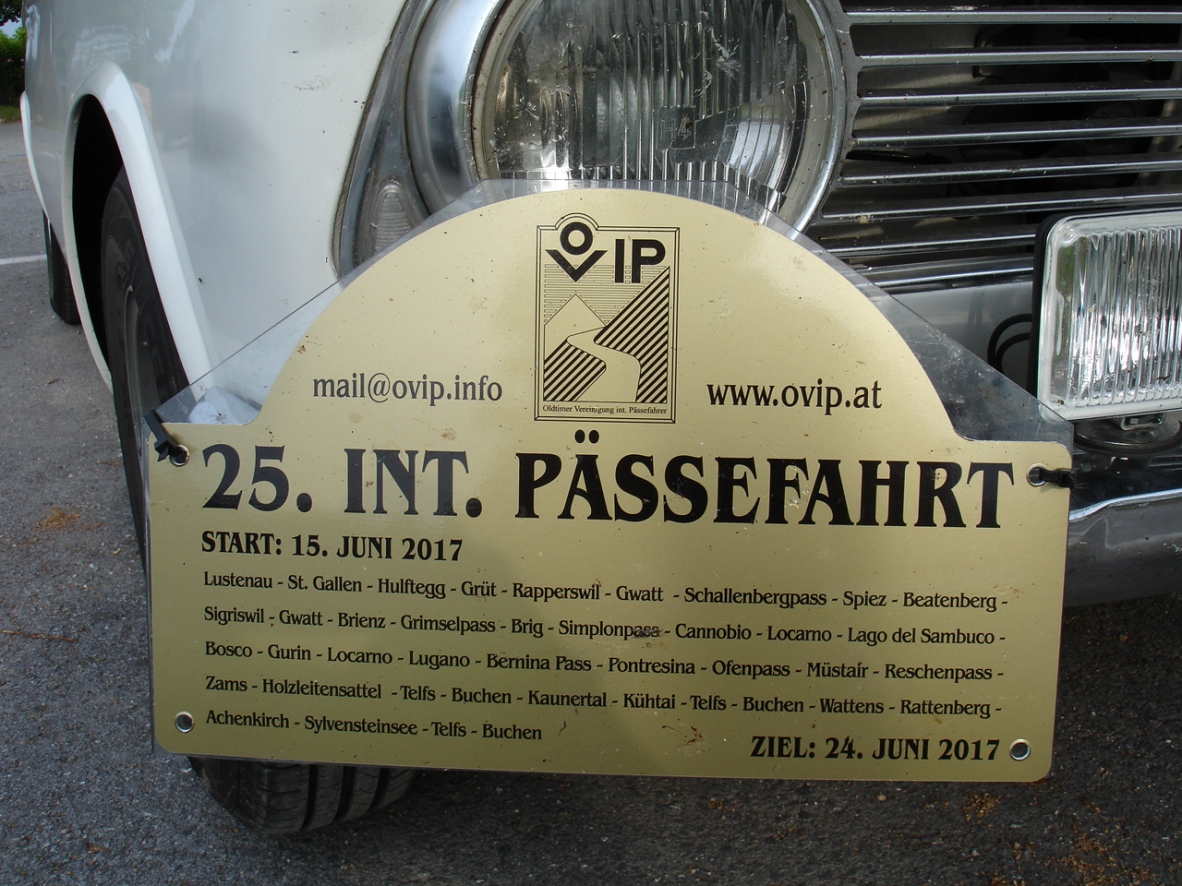 OVIP
Oldtimer Vereinigung int. Pässefahrer
mail@ovip.info
www.ovip.at
25. INT. PÄSSEFAHRT
START: 15. JUNI 2017
Lustenau - St. Gallen - Hulftegg - Grüt - Rapperswil - Gwatt - Schallenbergpass - Spiez - Beatenberg -
Sigriswil - Gwatt - Brienz - Grimselpass - Brig - Simplonpass - Cannobio - Locarno - Lago del Sambuco -
Bosco - Gurin - Locarno - Lugano - Bernina Pass - Pontresina - Ofenpass - Müstaír - Reschenpass -
Zams - Holzleitensattel - Telfs - Buchen - Kaunertal - Kühtai - Telfs - Buchen - Wattens - Rattenberg -
Achenkirch - Sylvensteinsee - Telfs - Buchen
ZIEL: 24. JUNI 2017